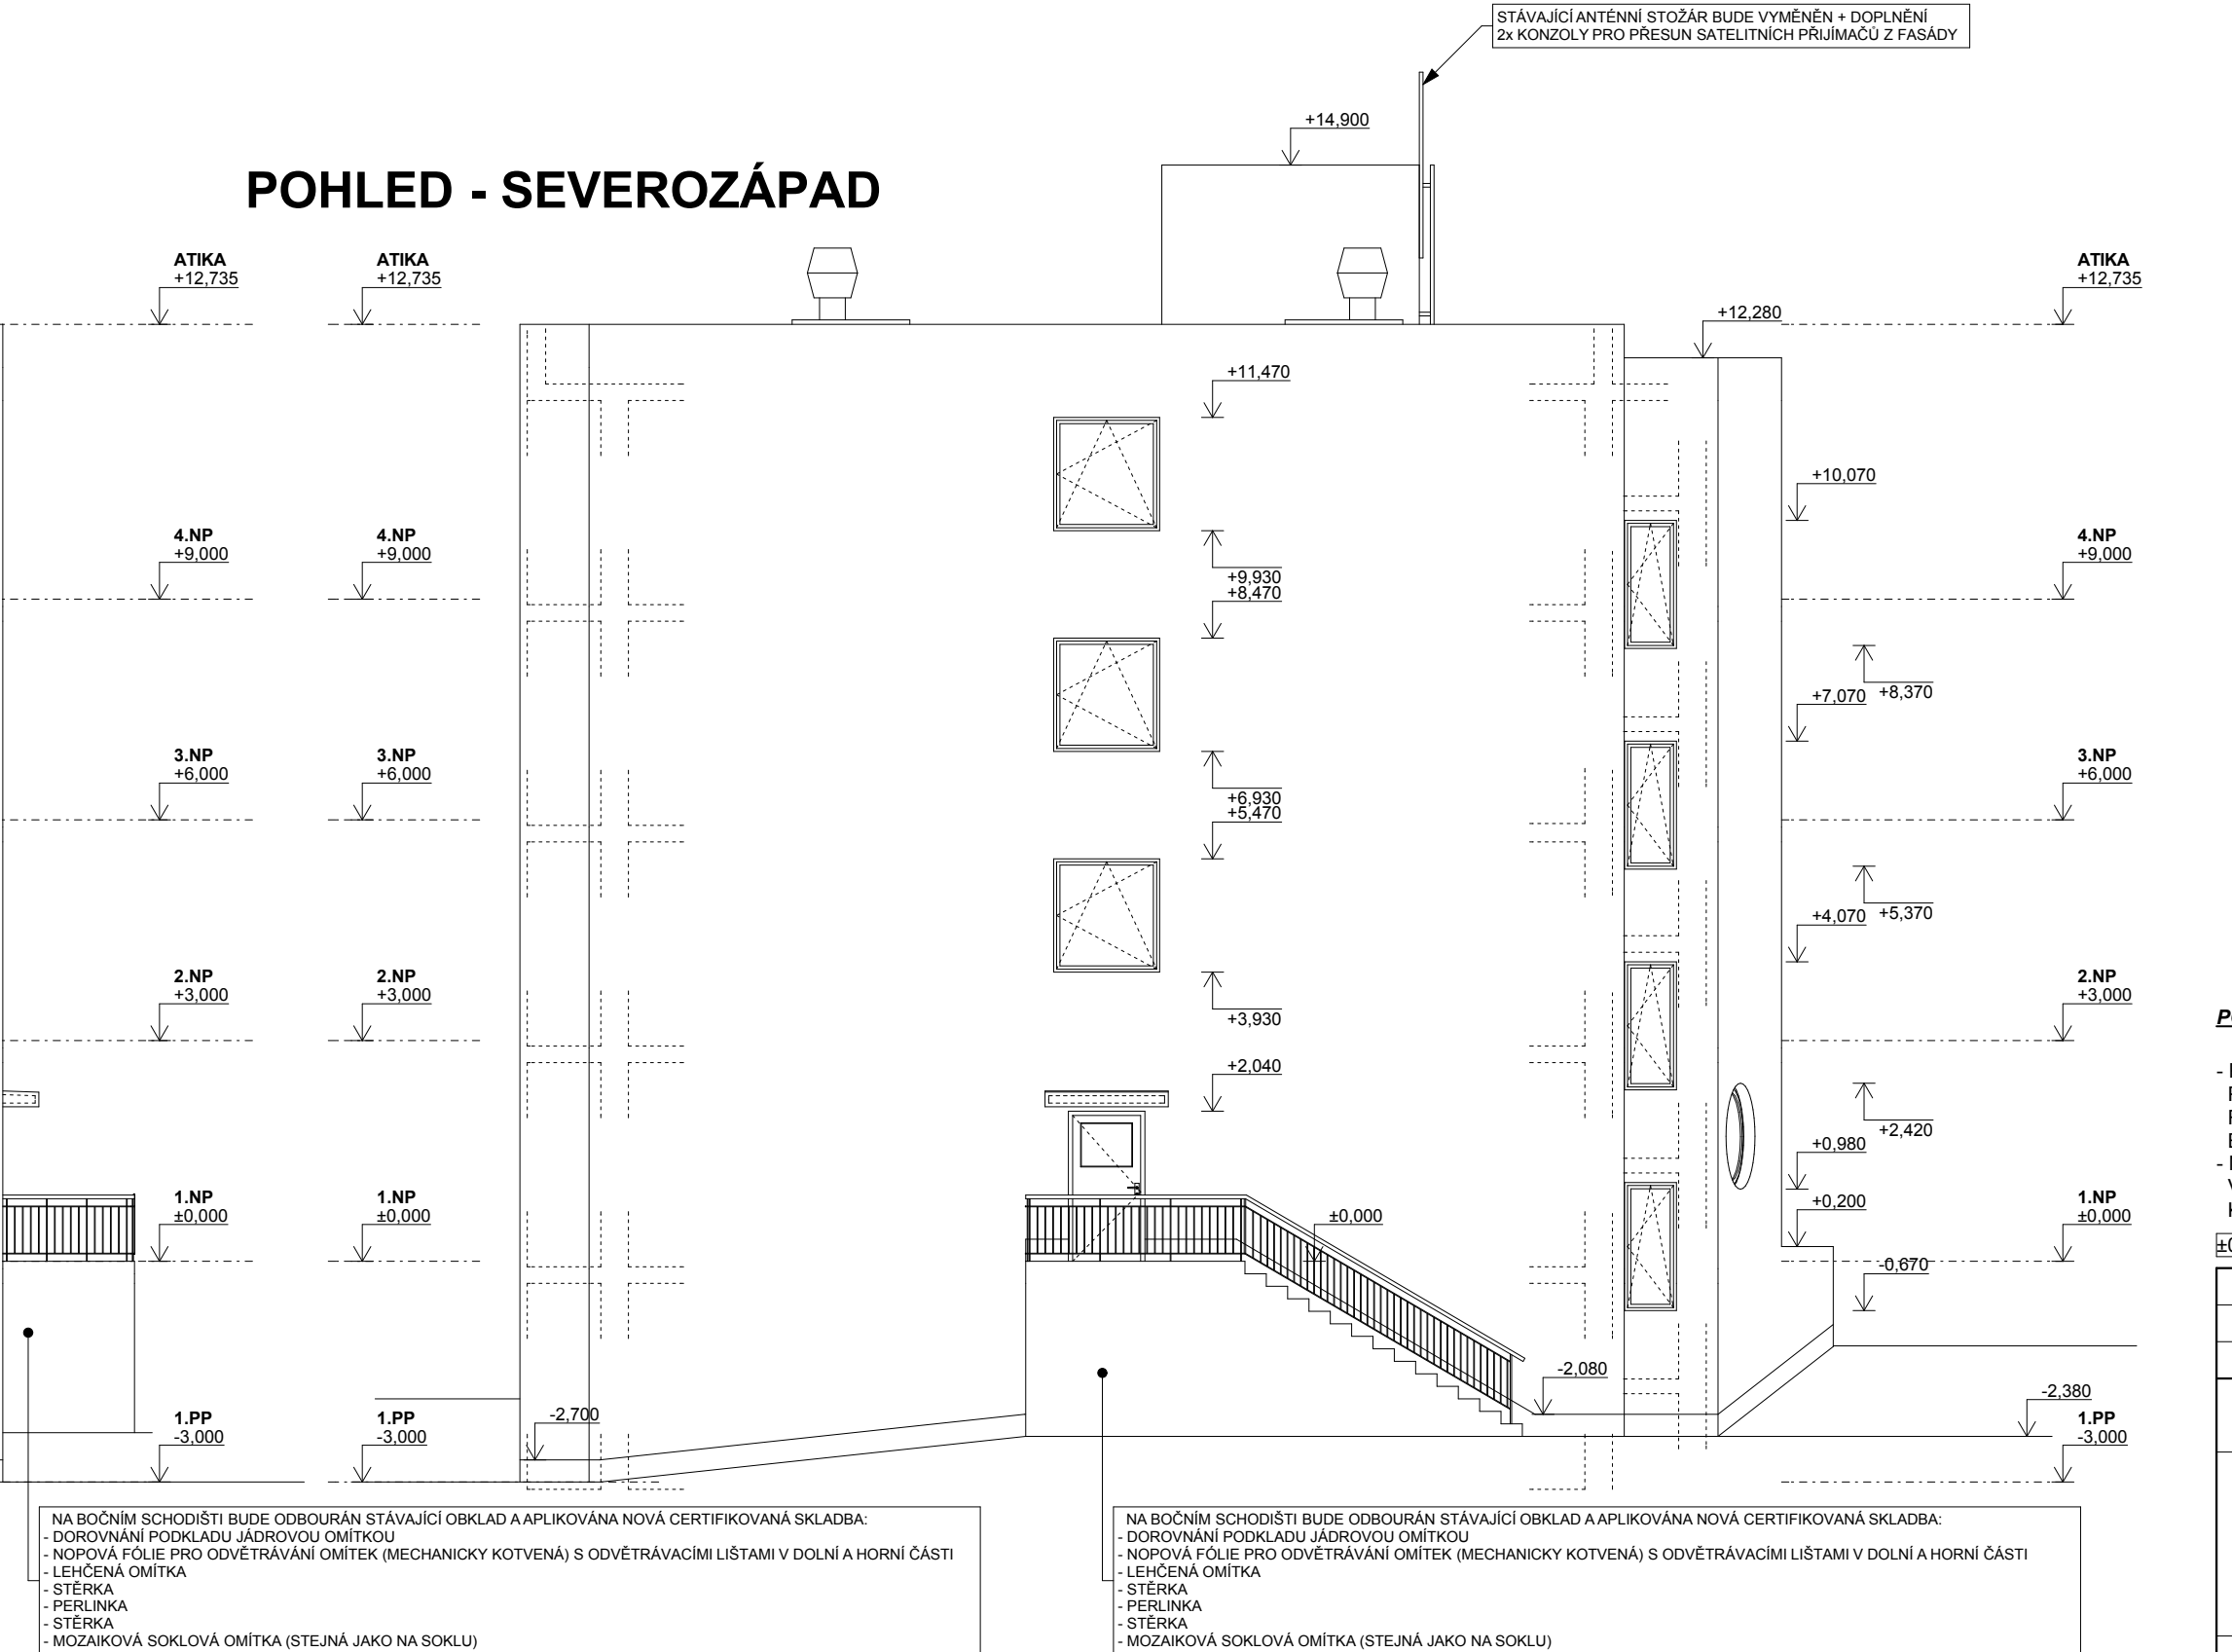 STÁVAJÍCÍ ANTÉNNÍ STOŽÁR BUDE VYMĚNĚN + DOPLNĚNÍ
2x KONZOLY PRO PŘESUN SATELITNÍCH PŘIJÍMAČŮ Z FASÁDY
+14,900
POHLED - SEVEROZÁPAD
ATIKA
+12,735
ATIKA
+12,735
ATIKA
+12,735
+12,280
+11,470
+10,070
4.NP
+9,000
4.NP
+9,000
4.NP
+9,000
+9,930
+8,470
+8,370
+7,070
3.NP
+6,000
3.NP
+6,000
3.NP
+6,000
+6,930
+5,470
+5,370
+4,070
2.NP
+3,000
2.NP
+3,000
2.NP
+3,000
+3,930
+2,040
+2,420
+0,980
+0,200
1.NP
±0,000
1.NP
±0,000
±0,000
1.NP
±0,000
-0,670
-2,080
-2,380
-2,700
1.PP
-3,000
1.PP
-3,000
1.PP
-3,000
NA BOČNÍM SCHODIŠTI BUDE ODBOURÁN STÁVAJÍCÍ OBKLAD A APLIKOVÁNA NOVÁ CERTIFIKOVANÁ SKLADBA:
- DOROVNÁNÍ PODKLADU JÁDROVOU OMÍTKOU
- NOPOVÁ FÓLIE PRO ODVĚTRÁVÁNÍ OMÍTEK (MECHANICKY KOTVENÁ) S ODVĚTRÁVACÍMI LIŠTAMI V DOLNÍ A HORNÍ ČÁSTI
- LEHČENÁ OMÍTKA
- STĚRKA
- PERLINKA
- STĚRKA
- MOZAIKOVÁ SOKLOVÁ OMÍTKA (STEJNÁ JAKO NA SOKLU)
NA BOČNÍM SCHODIŠTI BUDE ODBOURÁN STÁVAJÍCÍ OBKLAD A APLIKOVÁNA NOVÁ CERTIFIKOVANÁ SKLADBA:
- DOROVNÁNÍ PODKLADU JÁDROVOU OMÍTKOU
- NOPOVÁ FÓLIE PRO ODVĚTRÁVÁNÍ OMÍTEK (MECHANICKY KOTVENÁ) S ODVĚTRÁVACÍMI LIŠTAMI V DOLNÍ A HORNÍ ČÁSTI
- LEHČENÁ OMÍTKA
- STĚRKA
- PERLINKA
- STĚRKA
- MOZAIKOVÁ SOKLOVÁ OMÍTKA (STEJNÁ JAKO NA SOKLU)